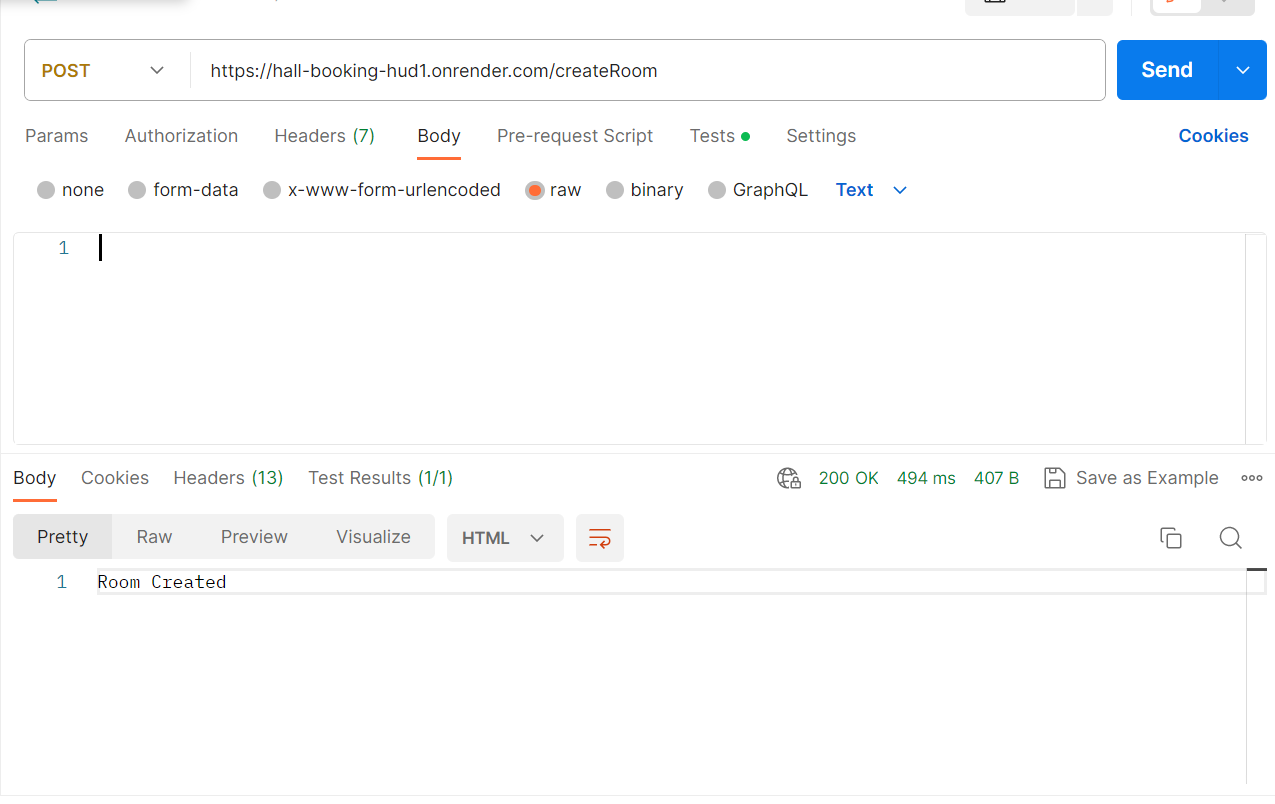 POST https://hall-booking-hud1.onrender.com/createRoom Send
Params Authorization Headers (7) Body Pre-request Script Tests Settings Cookies
none form-data x-www-form-urlencoded raw binary GraphQL Text
1
Body Cookies Headers (13) Test Results (1/1) 200 OK 494 ms 407 B Save as Example
Pretty Raw Preview Visualize HTML
1 Room Created